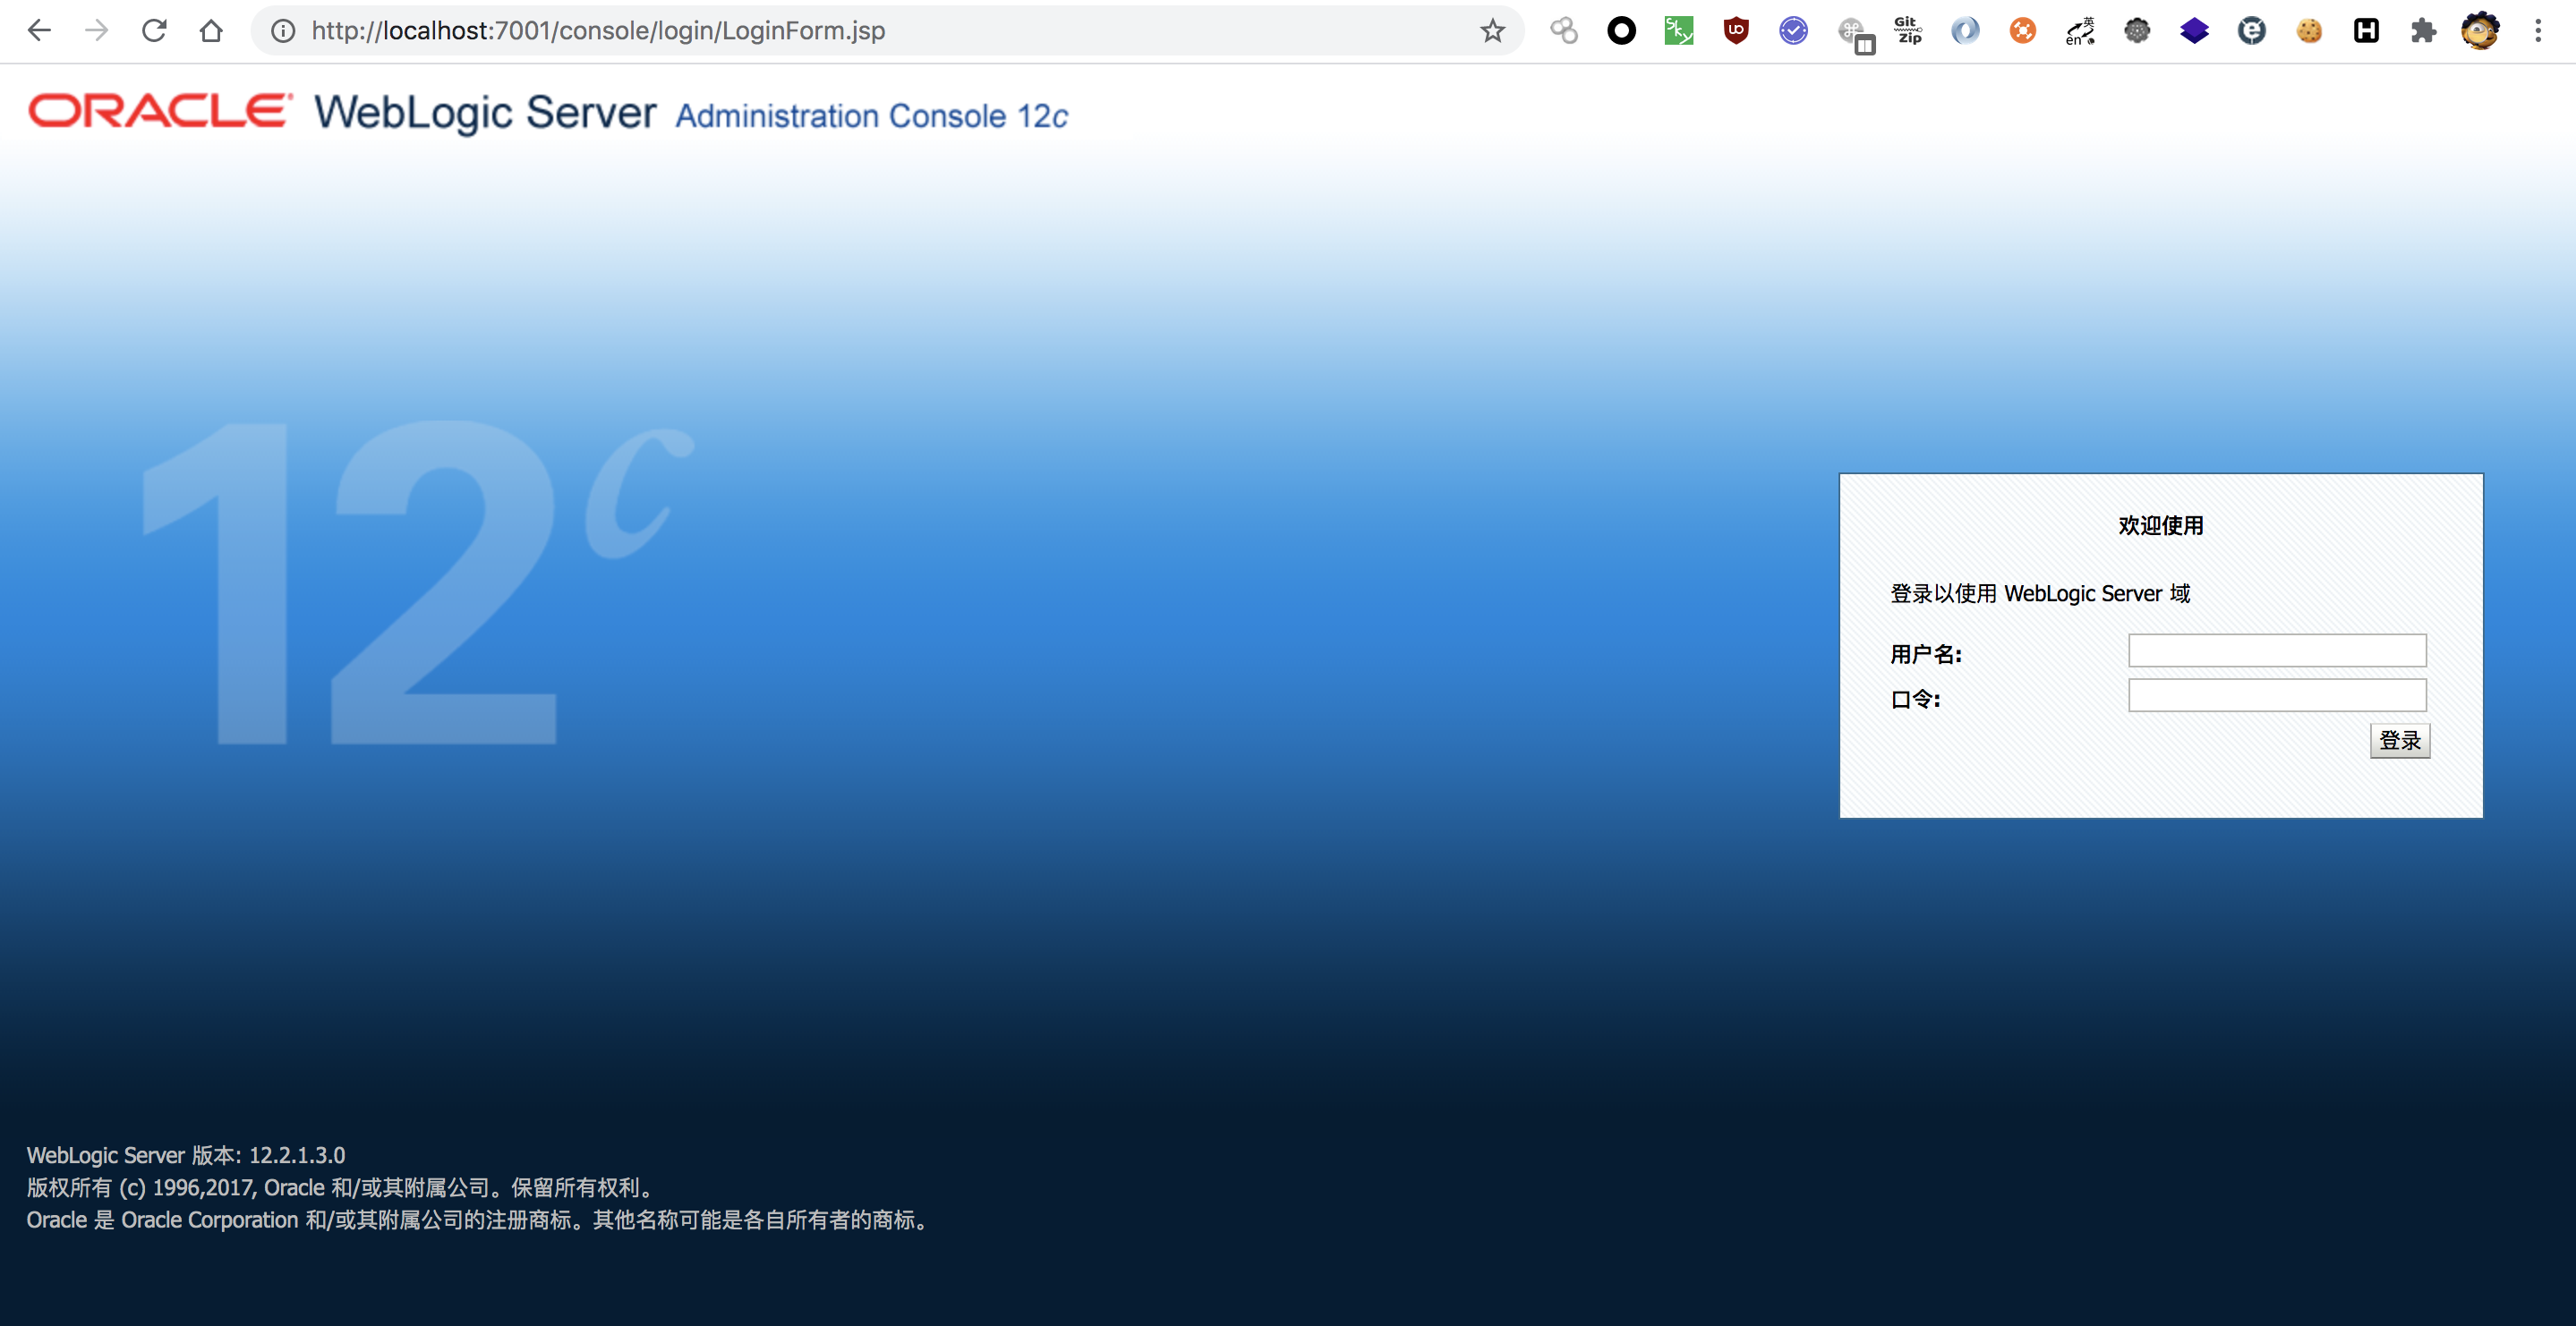 http://localhost:7001/console/login/LoginForm.jsp
Sky
UO
Git
Zip
英
en
ORACLE WebLogic Server Administration Console 12c
12c
欢迎使用
登录以使用 WebLogic Server 域
用户名:
口令:
登录
WebLogic Server 版本: 12.2.1.3.0
版权所有 (c) 1996,2017, Oracle 和/或其附属公司。保留所有权利。
Oracle 是 Oracle Corporation 和/或其附属公司的注册商标。其他名称可能是各自所有者的商标。